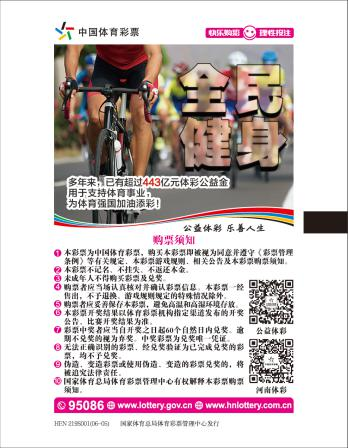 中国体育彩票
快乐购彩 理性投注
全民
健身
多年来，已有超过443亿元体彩公益金
用于支持体育事业，
为体育强国加油添彩！
公益体彩 乐善人生
购票须知
1 本彩票为中国体育彩票，购买本彩票即被视为同意并遵守《彩票管理
条例》等有关规定、本彩票游戏规则、相关公告及本彩票购票须知。
2 本彩票不记名、不挂失、不返还本金。
3 未成年人不得购买彩票及兑奖。
4 购票者应当场认真核对并确认彩票信息。本彩票一经
售出，不予退换，游戏规则规定的特殊情况除外。
5 购票者应妥善保存本彩票，避免高温和高湿环境存放。
6 本彩票开奖结果以体育彩票机构指定渠道发布的开奖
公告、比赛开奖结果为准。
7 彩票中奖者应当自开奖之日起60个自然日内兑奖。逾
期不兑奖的视为弃奖。中奖彩票为兑奖唯一凭证。
8 无法正确识别的彩票、经兑奖验证为已完成兑奖的彩
票，均不予兑奖。
9 伪造、变造彩票或使用伪造、变造的彩票兑奖的，将
被追究法律责任。
10 国家体育总局体育彩票管理中心有权解释本彩票购票
须知。
公益体彩
河南体彩
95086 www.lottery.gov.cn www.hnlottery.com.cn
HEN 2195001(06-05) 国家体育总局体育彩票管理中心发行